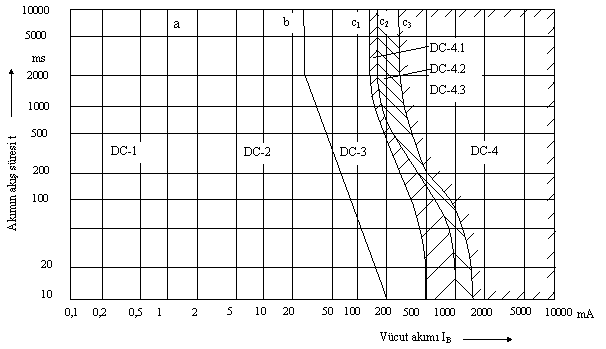 10000
5000
ms
2000
1000
500
200
100
20
10
Akımın akış süresi t
a
b
c1
c2
c3
DC-4.1
DC-4.2
DC-4.3
DC-1
DC-2
DC-3
DC-4
0,1 0,2 0,5 1 2 5 10 20 50 100 200 500 1000 2000 5000 10000 mA
Vücut akımı IB